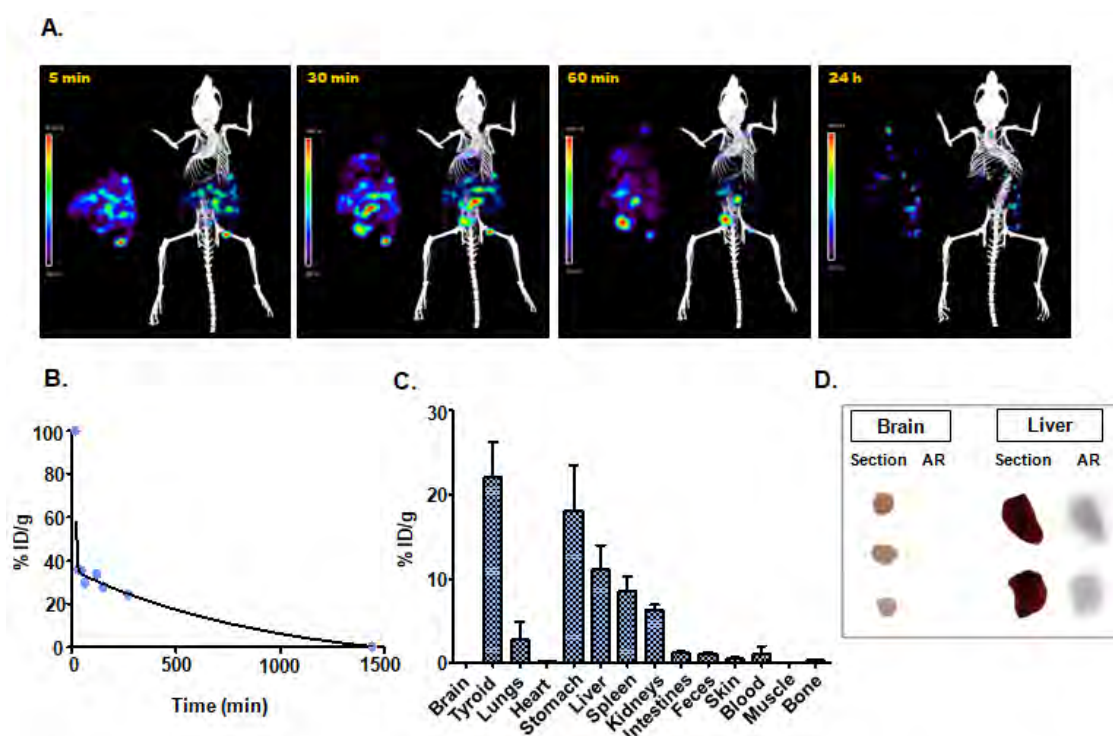 A.
5 min
30 min
60 min
24 h
B.
% ID/g
100
80
60
40
20
0
0
500
1000
1500
Time (min)
C.
% ID/g
30
20
10
0
Brain
Tyroid
Lungs
Heart
Stomach
Liver
Spleen
Kidneys
Intestines
Feces
Skin
Blood
Muscle
Bone
D.
Brain
Liver
Section AR
Section AR